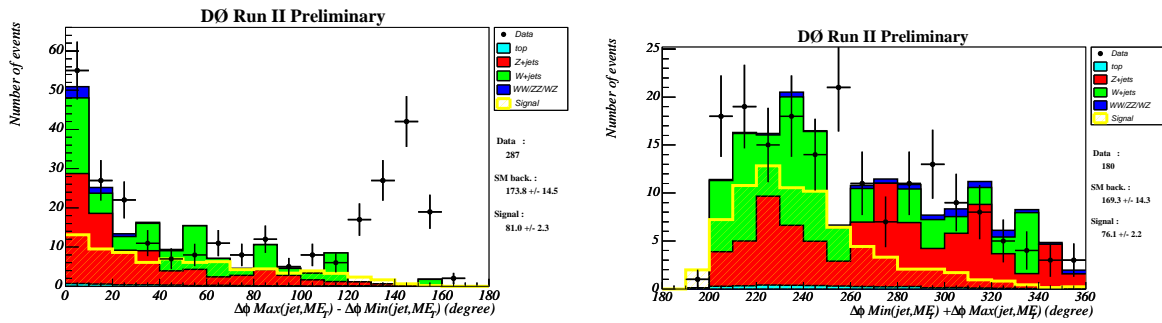 DØ Run II Preliminary
Number of events
60
50
40
30
20
10
0
0 20 40 60 80 100 120 140 160 180
Δϕ Max(jet,ME_T) - Δϕ Min(jet,ME_T) (degree)
Data
top
Z+jets
W+jets
WW/ZZ/WZ
Signal
Data :
287
SM back. :
173.8 +/- 14.5
Signal :
81.0 +/- 2.3
DØ Run II Preliminary
Number of events
25
20
15
10
5
0
180 200 220 240 260 280 300 320 340 360
Δϕ Min(jet,ME_T) +Δϕ Max(jet,ME_T) (degree)
Data
top
Z+jets
W+jets
WW/ZZ/WZ
Signal
Data :
180
SM back. :
169.3 +/- 14.3
Signal :
76.1 +/- 2.2